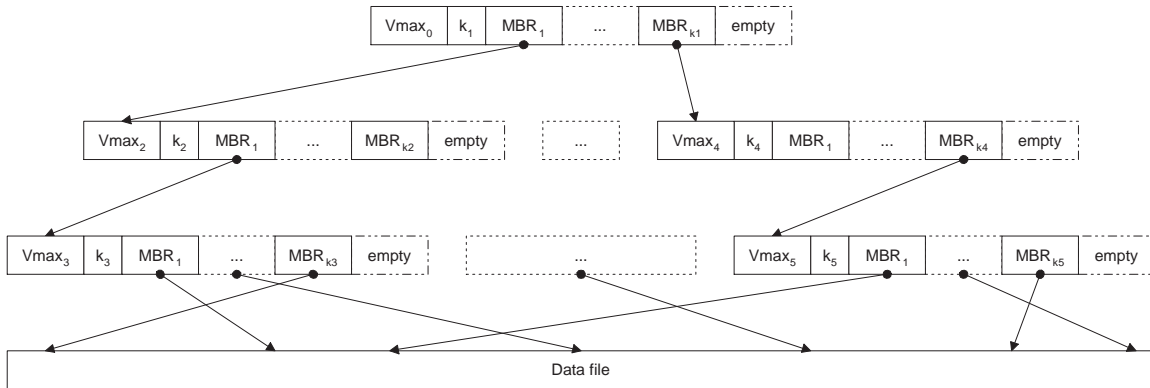 Vmax₀ k₁ MBR₁ ... MBRₖ₁ empty
Vmax₂ k₂ MBR₁ ... MBRₖ₂ empty ... Vmax₄ k₄ MBR₁ ... MBRₖ₄ empty
Vmax₃ k₃ MBR₁ ... MBRₖ₃ empty ... Vmax₅ k₅ MBR₁ ... MBRₖ₅ empty
Data file